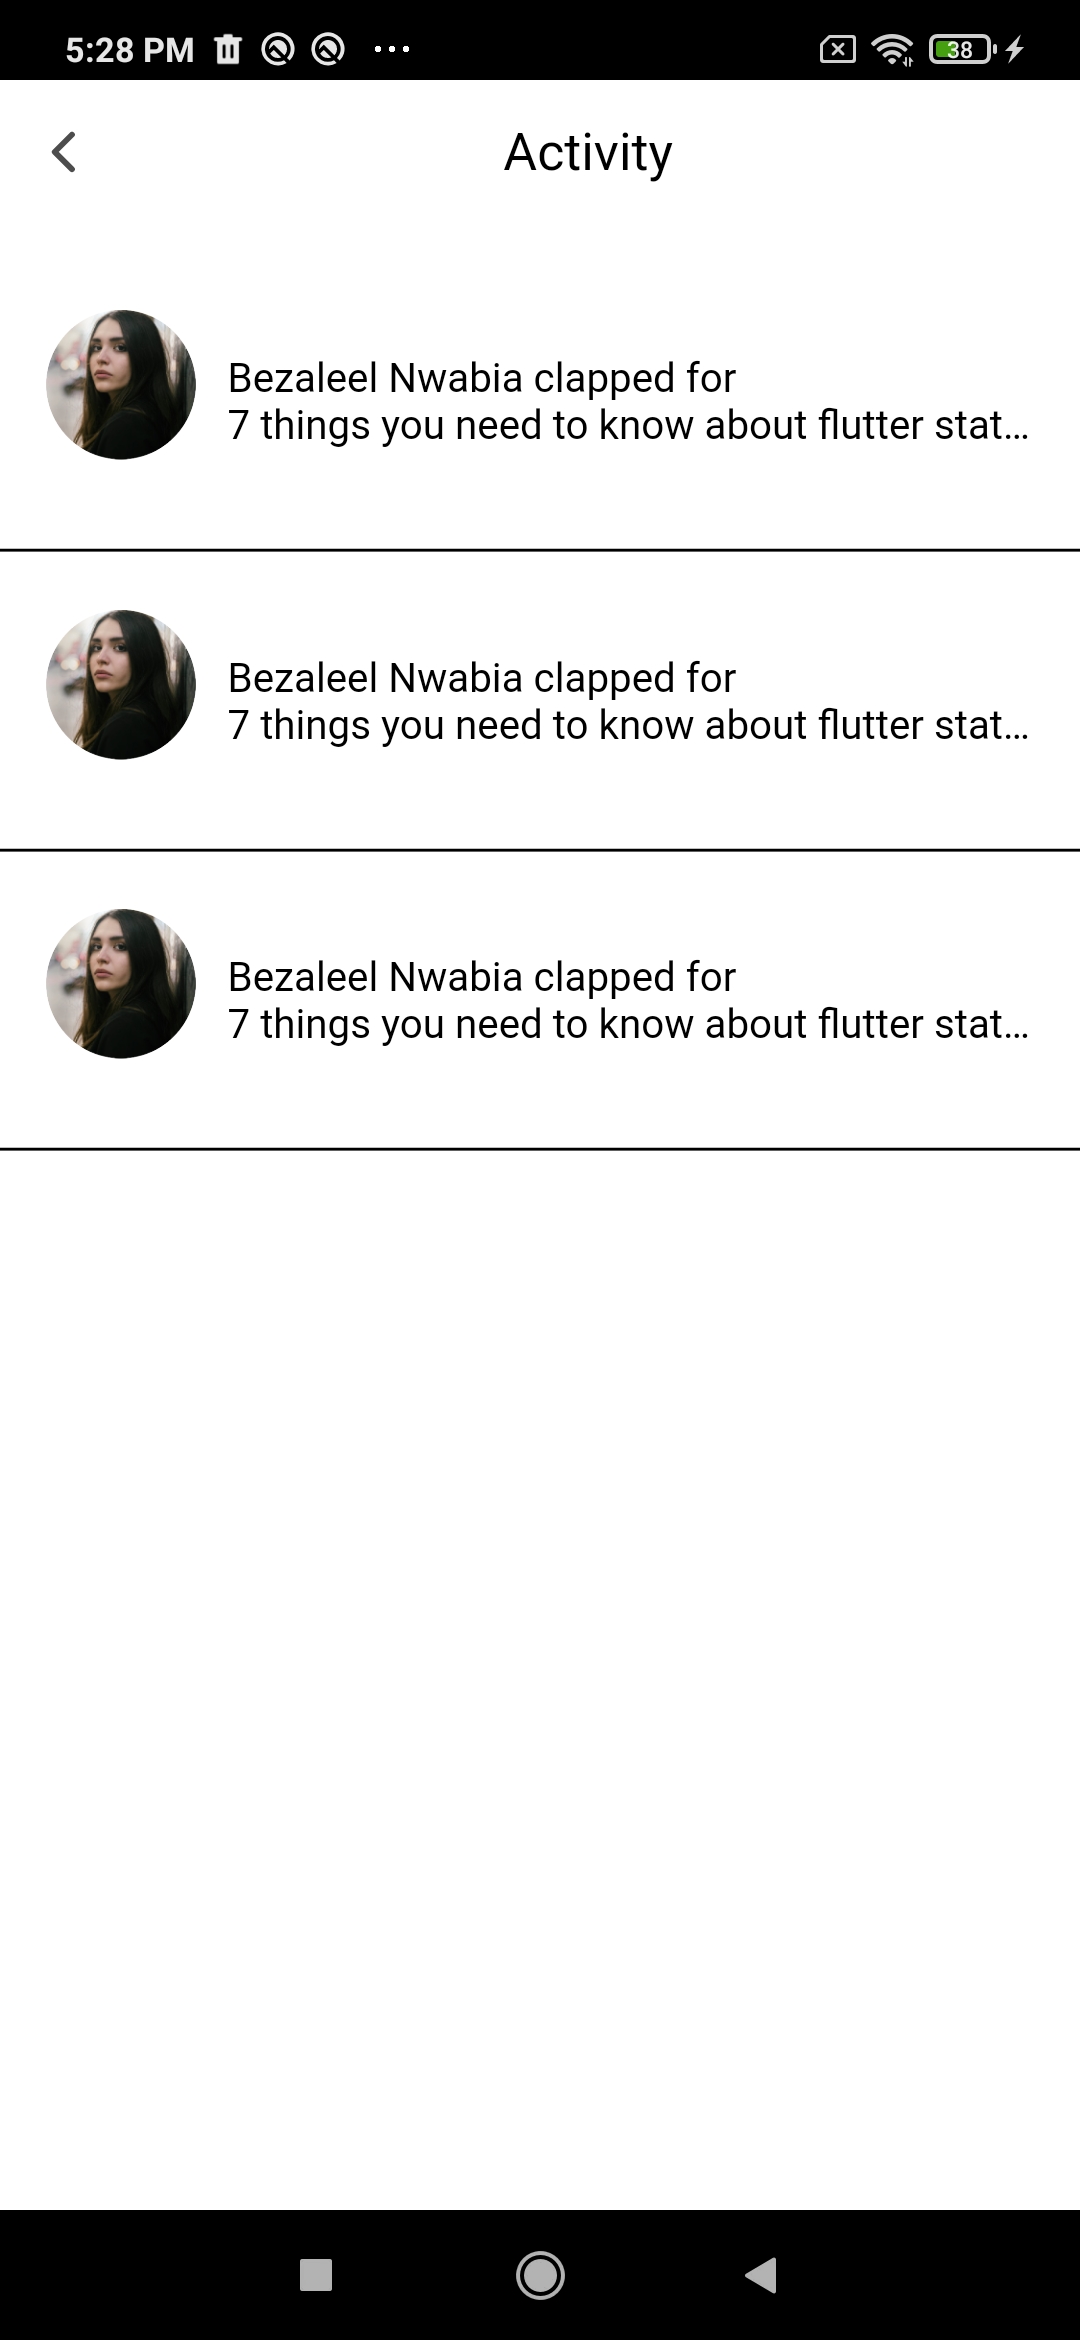 5:28 PM
38
Activity
Bezaleel Nwabia clapped for
7 things you need to know about flutter stat...
Bezaleel Nwabia clapped for
7 things you need to know about flutter stat...
Bezaleel Nwabia clapped for
7 things you need to know about flutter stat...